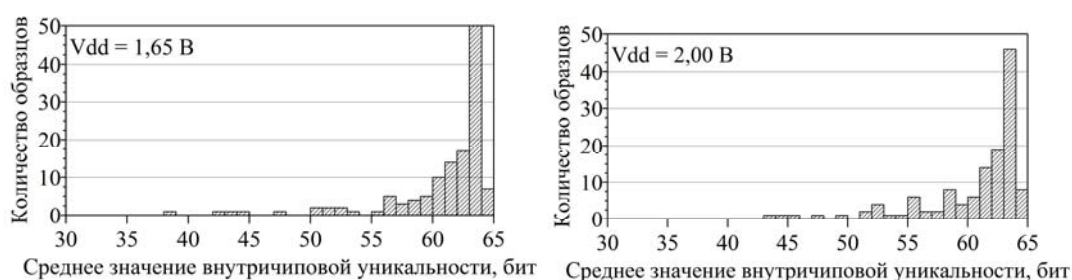 50
40
30
20
10
0
Количество образцов
Vdd = 1,65 В
30 35 40 45 50 55 60 65
Среднее значение внутричиповой уникальности, бит
50
40
30
20
10
0
Количество образцов
Vdd = 2,00 В
30 35 40 45 50 55 60 65
Среднее значение внутричиповой уникальности, бит